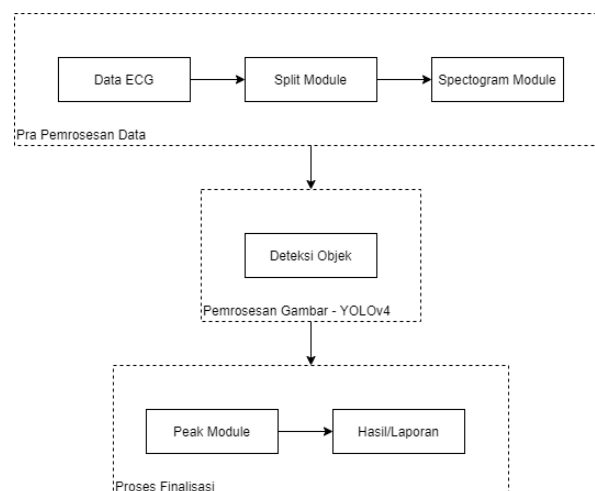 Data ECG
Split Module
Spectogram Module
Pra Pemrosesan Data
Deteksi Objek
Pemrosesan Gambar - YOLOv4
Peak Module
Hasil/Laporan
Proses Finalisasi